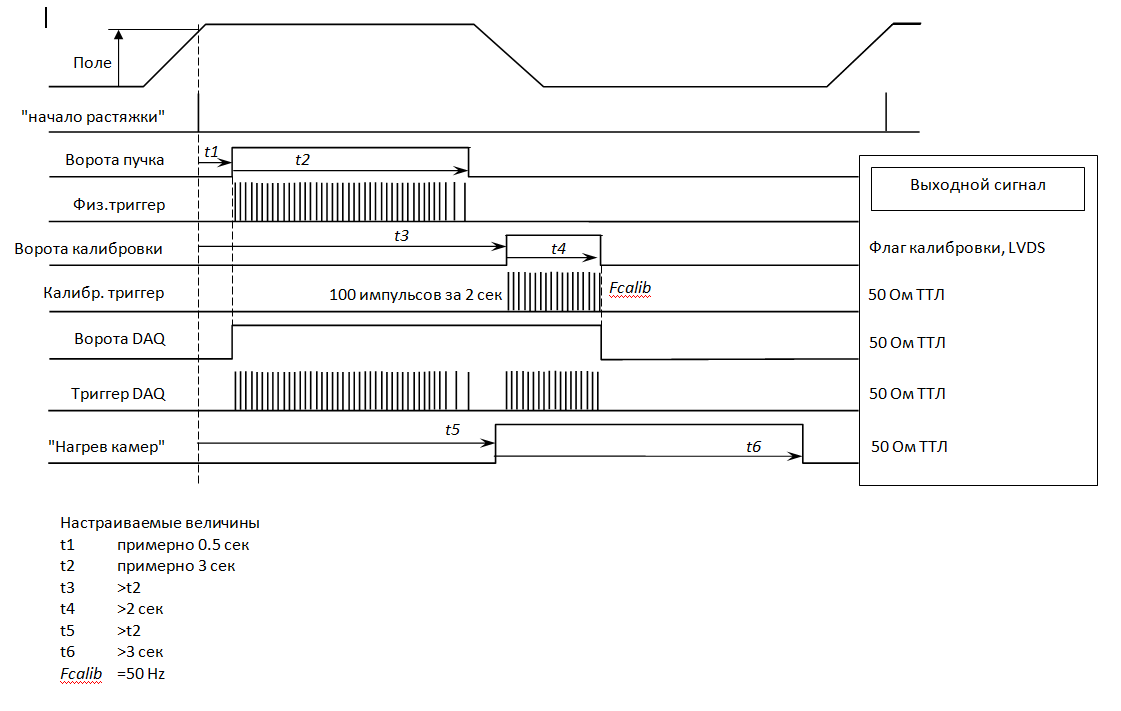 Поле
"начало растяжки"
Ворота пучка
t1
t2
Выходной сигнал
Физ.триггер
Ворота калибровки
t3
t4
Флаг калибровки, LVDS
Калибр. триггер
100 импульсов за 2 сек
Fcalib
50 Ом ТТЛ
Ворота DAQ
50 Ом ТТЛ
Триггер DAQ
50 Ом ТТЛ
"Нагрев камер"
t5
t6
50 Ом ТТЛ
Настраиваемые величины
t1 примерно 0.5 сек
t2 примерно 3 сек
t3 >t2
t4 >2 сек
t5 >t2
t6 >3 сек
Fcalib =50 Hz